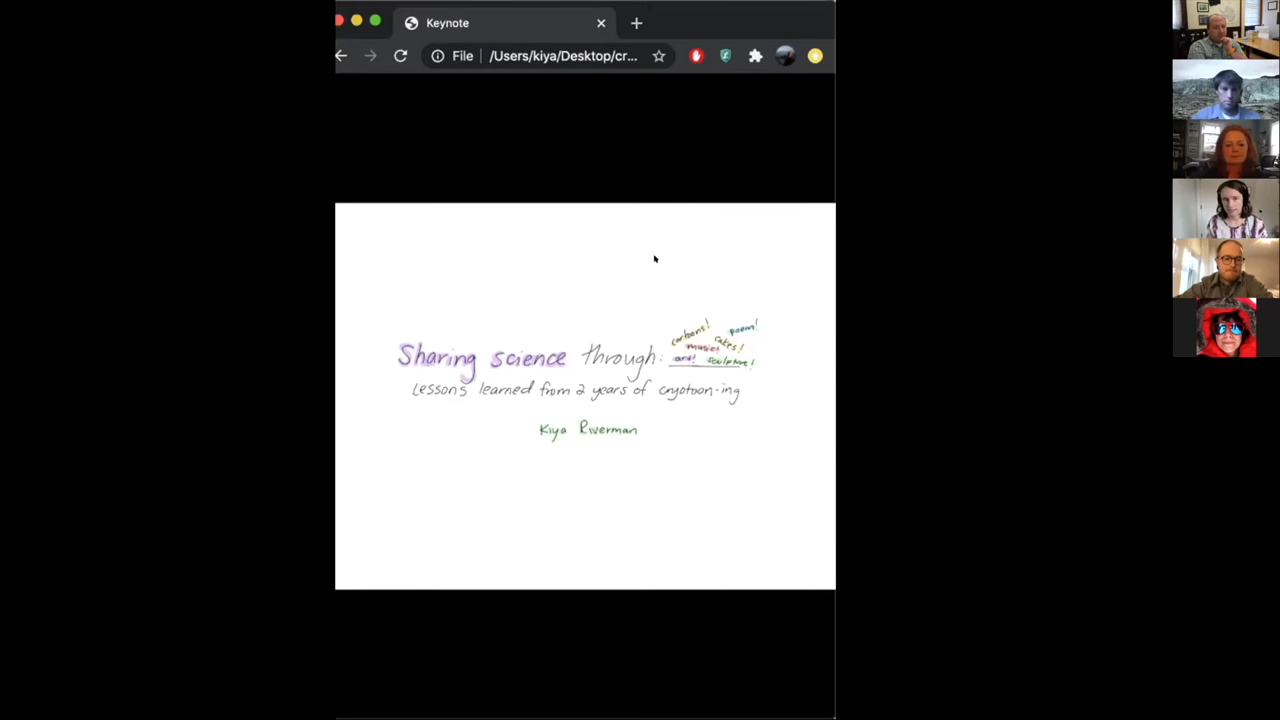 Keynote
File /Users/kiya/Desktop/cr...
cartoons! poem!
music! cakes!
Sharing science through: art! sculpture!
Lessons learned from 2 years of cryotoon-ing
Kiya Riverman